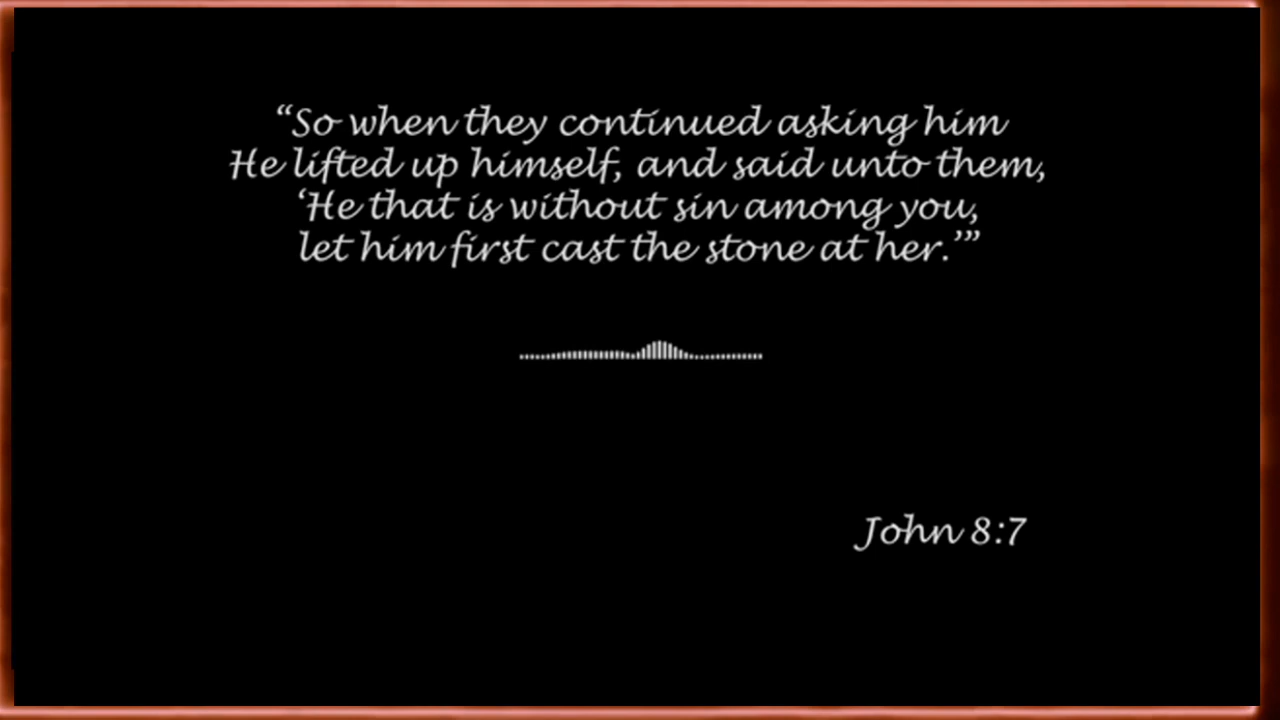 “So when they continued asking him
He lifted up himself, and said unto them,
‘He that is without sin among you,
let him first cast the stone at her.’”
John 8:7